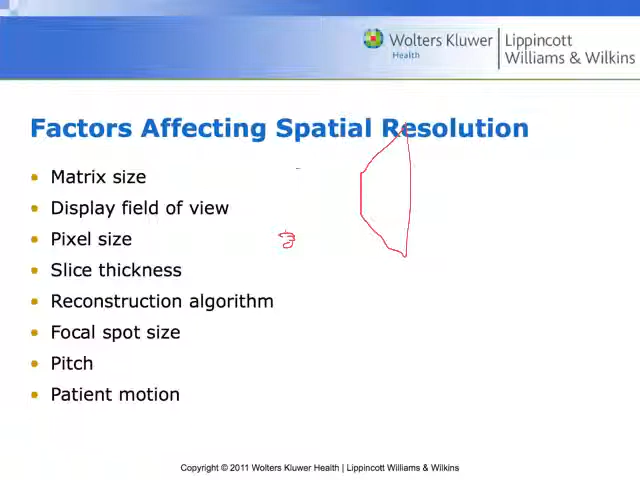 Wolters Kluwer
Health
Lippincott
Williams & Wilkins
Factors Affecting Spatial Resolution
• Matrix size
• Display field of view
• Pixel size
• Slice thickness
• Reconstruction algorithm
• Focal spot size
• Pitch
• Patient motion
Copyright © 2011 Wolters Kluwer Health | Lippincott Williams & Wilkins